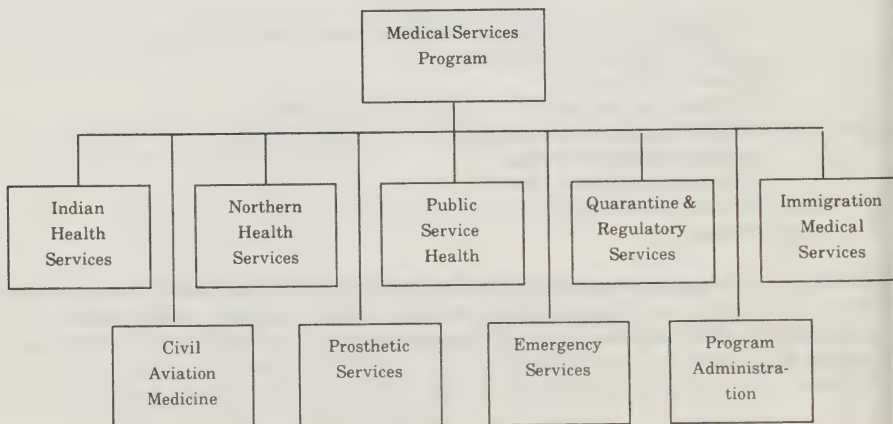 Medical Services
Program
Indian
Health
Services
Northern
Health
Services
Public
Service
Health
Quarantine &
Regulatory
Services
Immigration
Medical
Services
Civil
Aviation
Medicine
Prosthetic
Services
Emergency
Services
Program
Administra-
tion